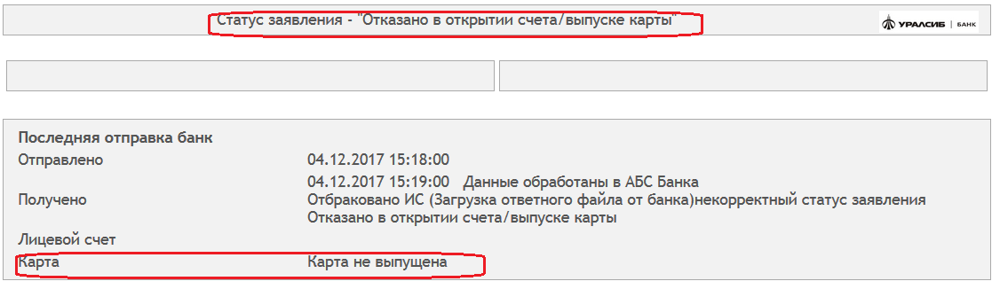 Статус заявления - "Отказано в открытии счета/выпуске карты"
УРАЛСИБ | БАНК
Последняя отправка банк
Отправлено 04.12.2017 15:18:00
04.12.2017 15:19:00 Данные обработаны в АБС Банка
Получено Отбраковано ИС (Загрузка ответного файла от банка)некорректный статус заявления
Отказано в открытии счета/выпуске карты
Лицевой счет
Карта Карта не выпущена